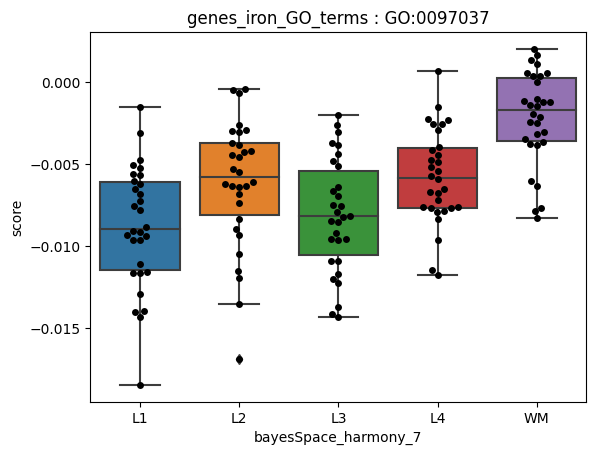 genes_iron_GO_terms : GO:0097037
score
0.000
−0.005
−0.010
−0.015
L1 L2 L3 L4 WM
bayesSpace_harmony_7